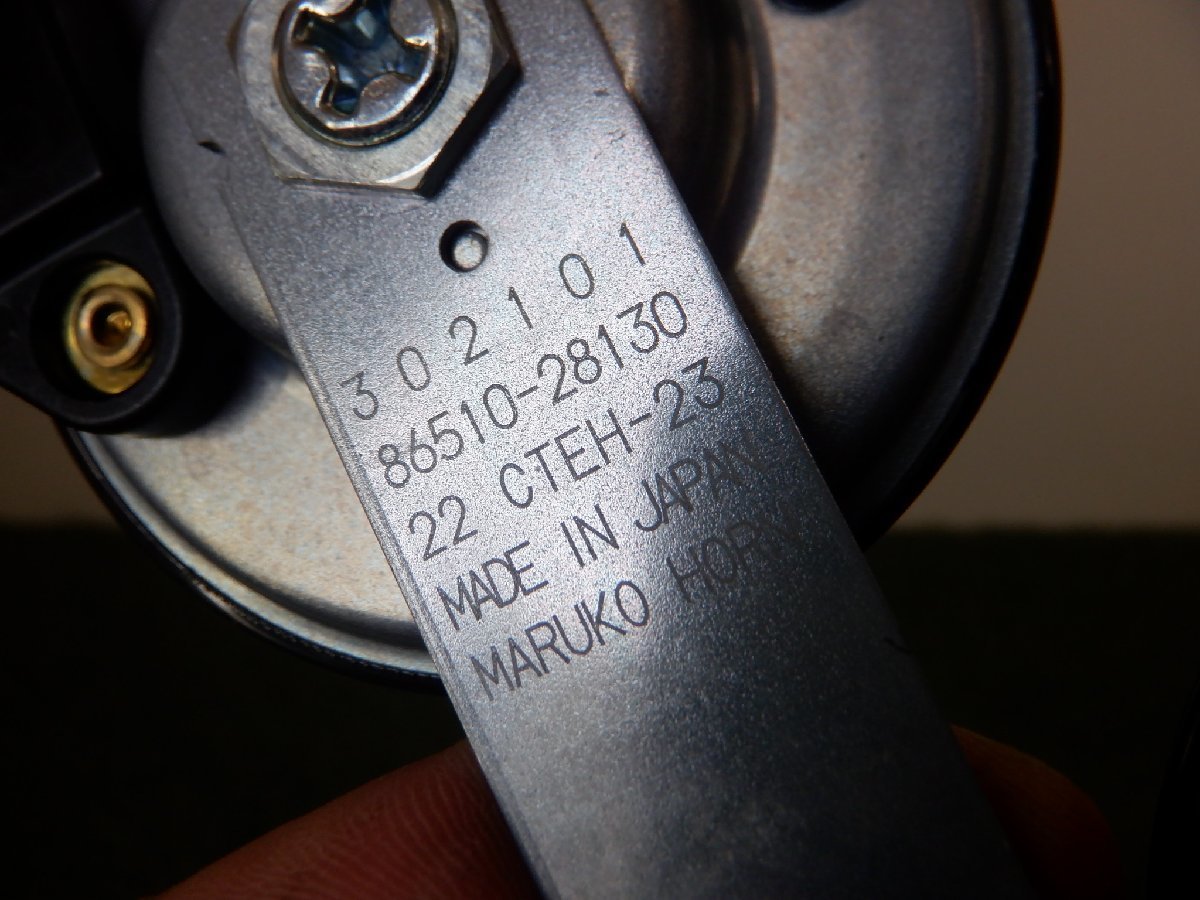 302101
86510-28130
22 CTEH-23
MADE IN JAPAN
MARUKO HORN